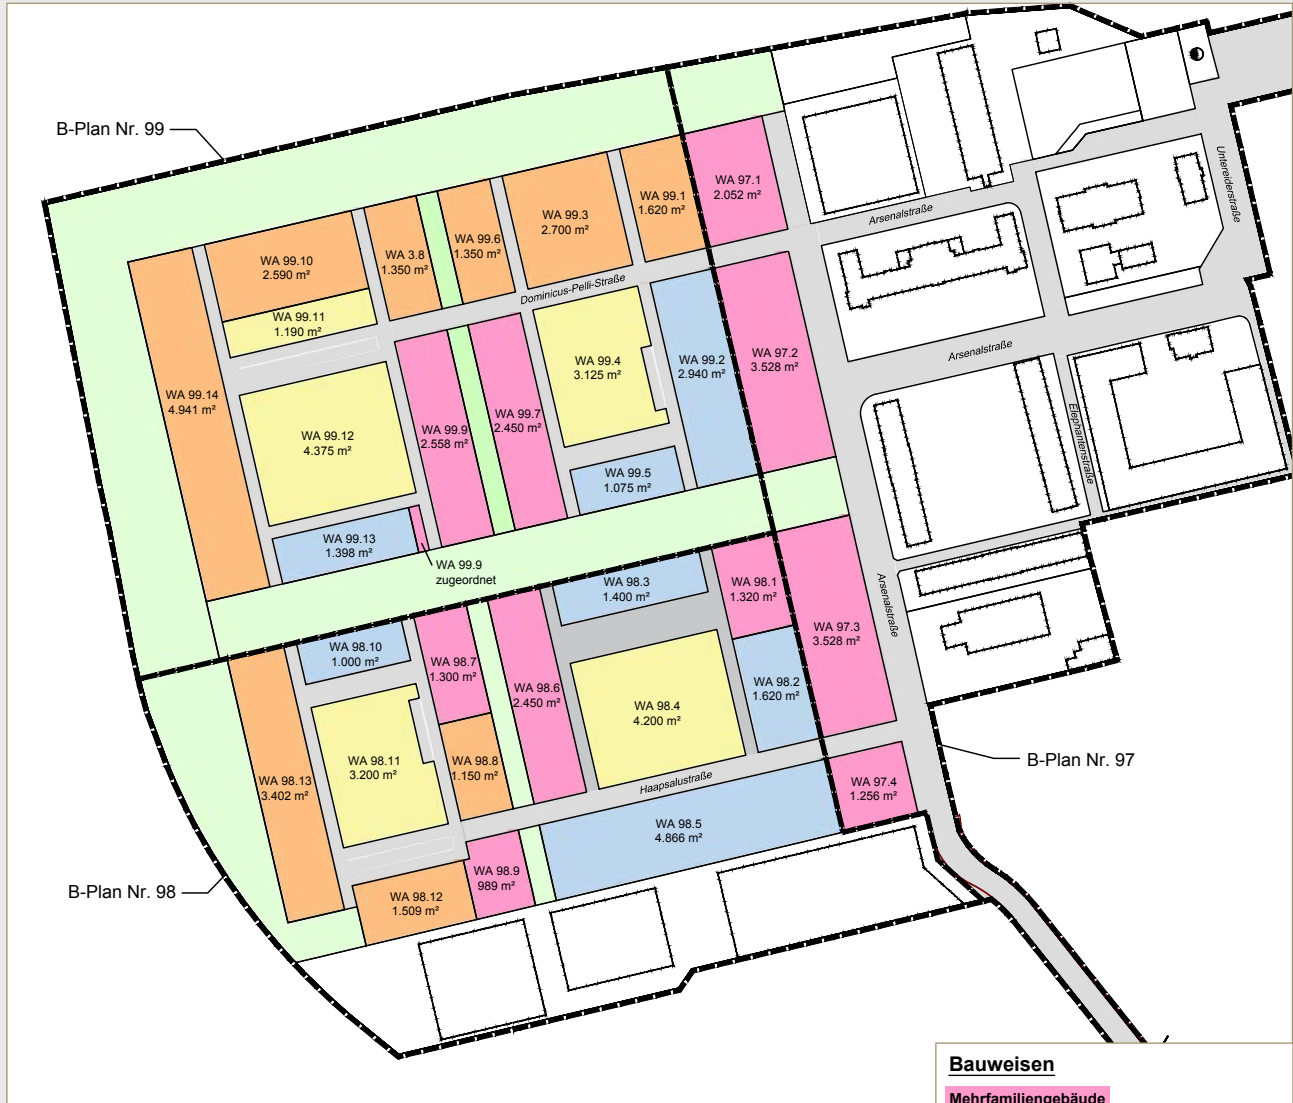 B-Plan Nr. 99
WA 97.1
2.052 m²
WA 99.1
1.620 m²
WA 99.3
2.700 m²
WA 99.6
1.350 m²
WA 3.8
1.350 m²
WA 99.10
2.590 m²
WA 99.11
1.190 m²
Arsenalstraße
Untereiderstraße
Dominicus-Pelli-Straße
WA 99.14
4.941 m²
WA 99.12
4.375 m²
WA 99.9
2.558 m²
WA 99.7
2.450 m²
WA 99.4
3.125 m²
WA 99.2
2.940 m²
WA 97.2
3.528 m²
Arsenalstraße
Elephantenstraße
WA 99.5
1.075 m²
WA 99.13
1.398 m²
WA 99.9
zugeordnet
WA 98.3
1.400 m²
WA 98.1
1.320 m²
WA 97.3
3.528 m²
Arsenalstraße
WA 98.10
1.000 m²
WA 98.7
1.300 m²
WA 98.6
2.450 m²
WA 98.4
4.200 m²
WA 98.2
1.620 m²
WA 98.13
3.402 m²
WA 98.11
3.200 m²
WA 98.8
1.150 m²
Haapsalustraße
WA 97.4
1.256 m²
B-Plan Nr. 97
WA 98.5
4.866 m²
WA 98.9
989 m²
WA 98.12
1.509 m²
B-Plan Nr. 98
Bauweisen
Mehrfamiliengebäude